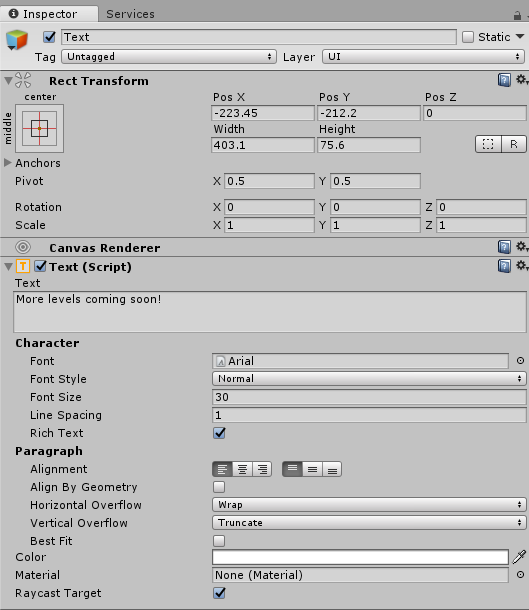 Inspector Services
Text Static
Tag Untagged Layer UI
Rect Transform
center Pos X Pos Y Pos Z
middle -223.45 -212.2 0
Width Height
403.1 75.6 R
Anchors
Pivot X 0.5 Y 0.5
Rotation X 0 Y 0 Z 0
Scale X 1 Y 1 Z 1
Canvas Renderer
T Text (Script)
Text
More levels coming soon!
Character
Font Arial
Font Style Normal
Font Size 30
Line Spacing 1
Rich Text
Paragraph
Alignment
Align By Geometry
Horizontal Overflow Wrap
Vertical Overflow Truncate
Best Fit
Color
Material None (Material)
Raycast Target